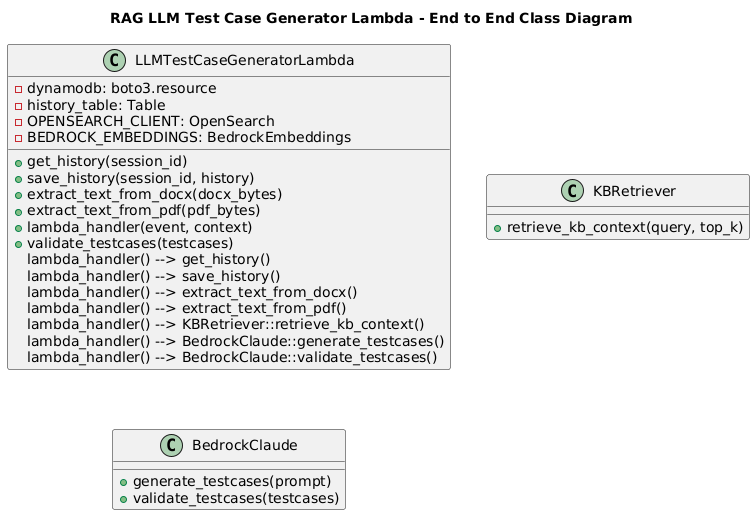 RAG LLM Test Case Generator Lambda - End to End Class Diagram
C LLMTestCaseGeneratorLambda
dynamodb: boto3.resource
history_table: Table
OPENSEARCH_CLIENT: OpenSearch
BEDROCK_EMBEDDINGS: BedrockEmbeddings
get_history(session_id)
save_history(session_id, history)
extract_text_from_docx(docx_bytes)
extract_text_from_pdf(pdf_bytes)
lambda_handler(event, context)
validate_testcases(testcases)
lambda_handler() --> get_history()
lambda_handler() --> save_history()
lambda_handler() --> extract_text_from_docx()
lambda_handler() --> extract_text_from_pdf()
lambda_handler() --> KBRetriever::retrieve_kb_context()
lambda_handler() --> BedrockClaude::generate_testcases()
lambda_handler() --> BedrockClaude::validate_testcases()
C KBRetriever
retrieve_kb_context(query, top_k)
C BedrockClaude
generate_testcases(prompt)
validate_testcases(testcases)